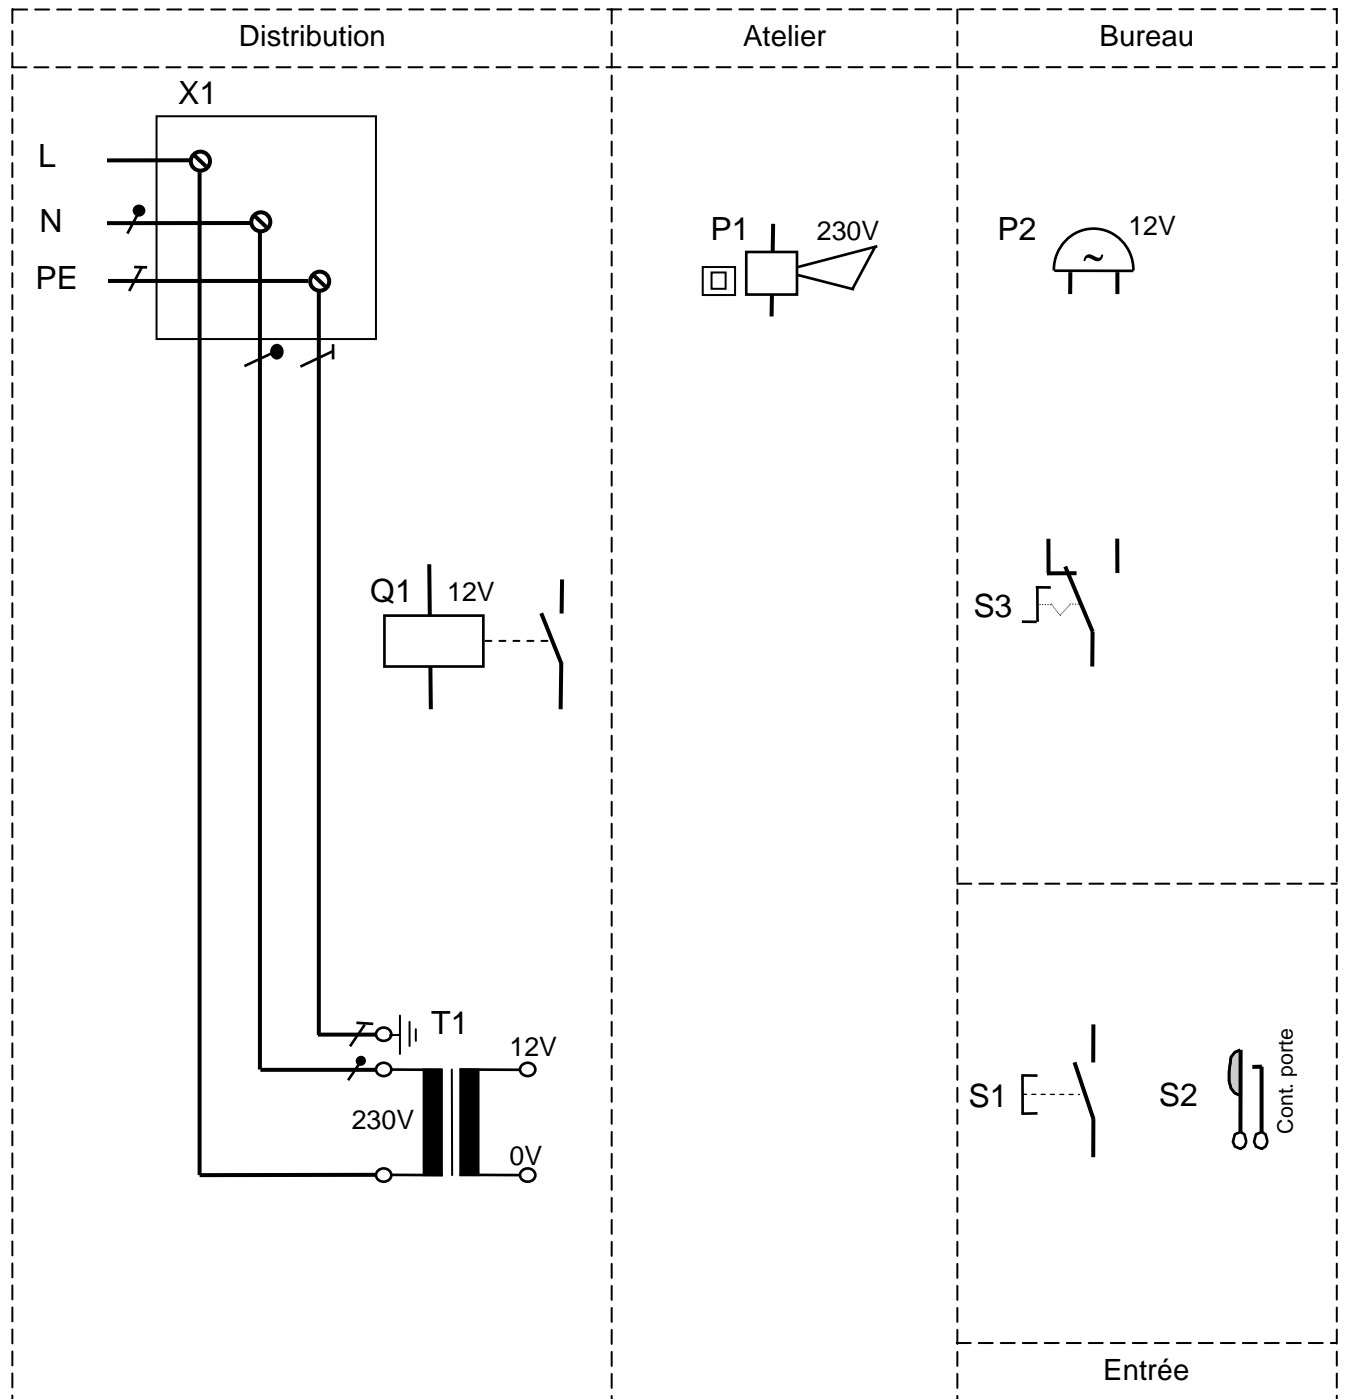 Distribution
Atelier
Bureau
X1
L
N
PE
P1
230V
P2
12V
~
Q1
12V
S3
T1
12V
230V
0V
S1
S2
Cont. porte
Entrée